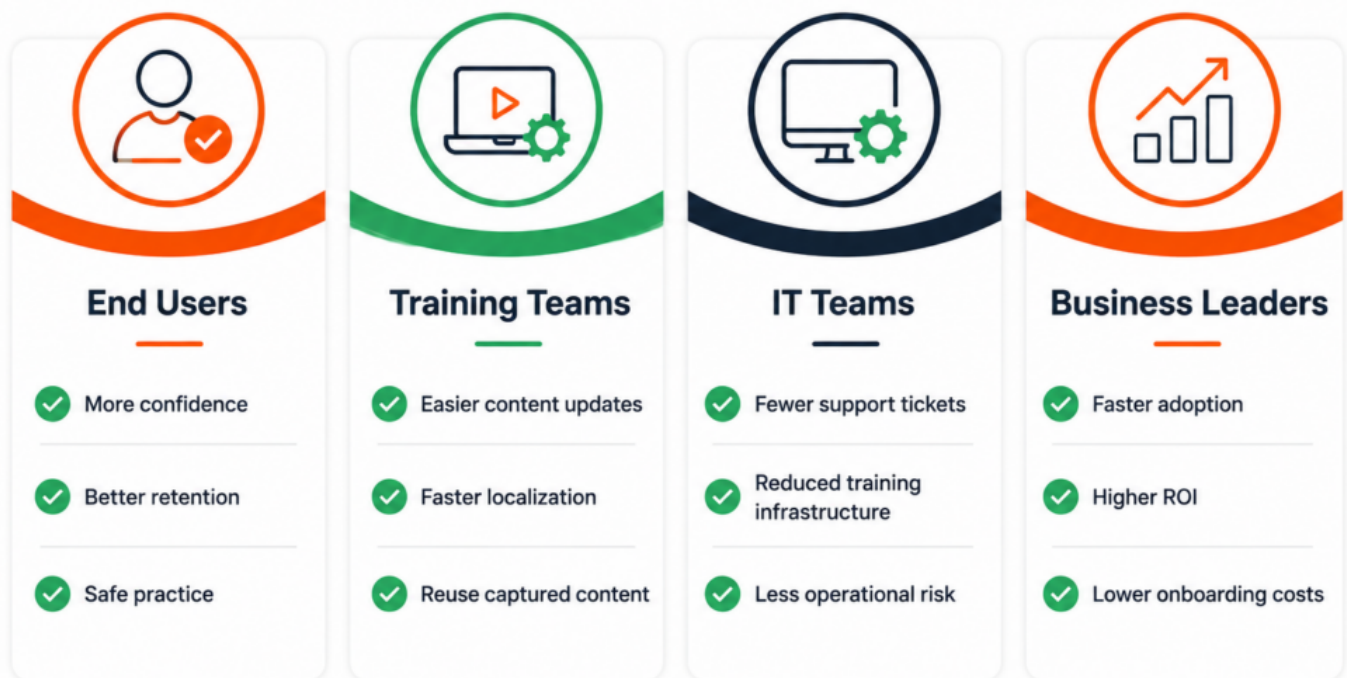 End Users
More confidence
Better retention
Safe practice
Training Teams
Easier content updates
Faster localization
Reuse captured content
IT Teams
Fewer support tickets
Reduced training
infrastructure
Less operational risk
Business Leaders
Faster adoption
Higher ROI
Lower onboarding costs